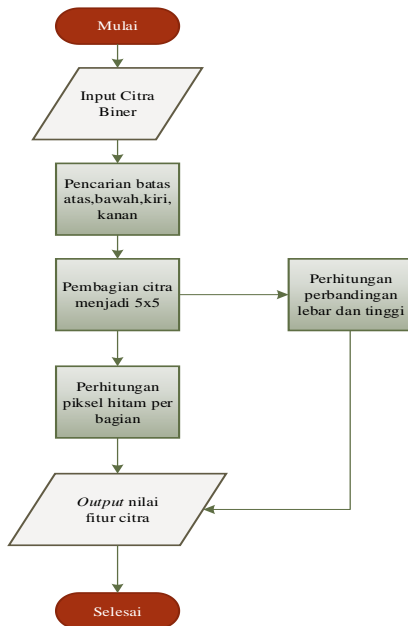 Mulai
Input Citra
Biner
Pencarian batas
atas,bawah,kiri,
kanan
Pembagian citra
menjadi 5x5
Perhitungan
perbandingan
lebar dan tinggi
Perhitungan
piksel hitam per
bagian
Output nilai
fitur citra
Selesai